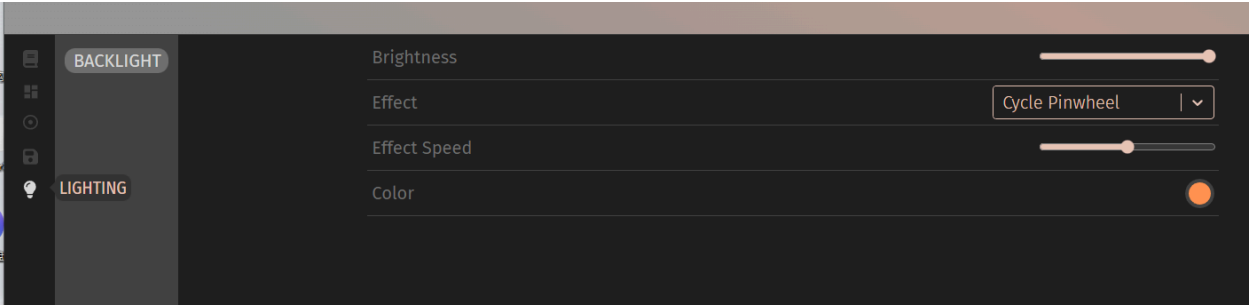 BACKLIGHT
LIGHTING
Brightness
Effect
Cycle Pinwheel
Effect Speed
Color